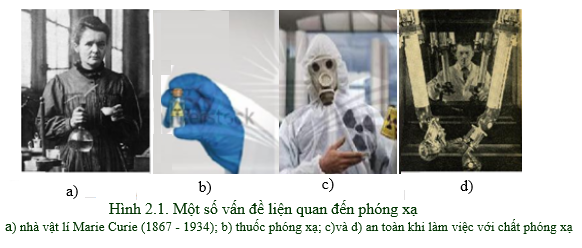 a)
b)
c)
d)
Hình 2.1. Một số vấn đề liện quan đến phóng xạ
a) nhà vật lí Marie Curie (1867 - 1934); b) thuốc phóng xạ; c)và d) an toàn khi làm việc với chất phóng xạ